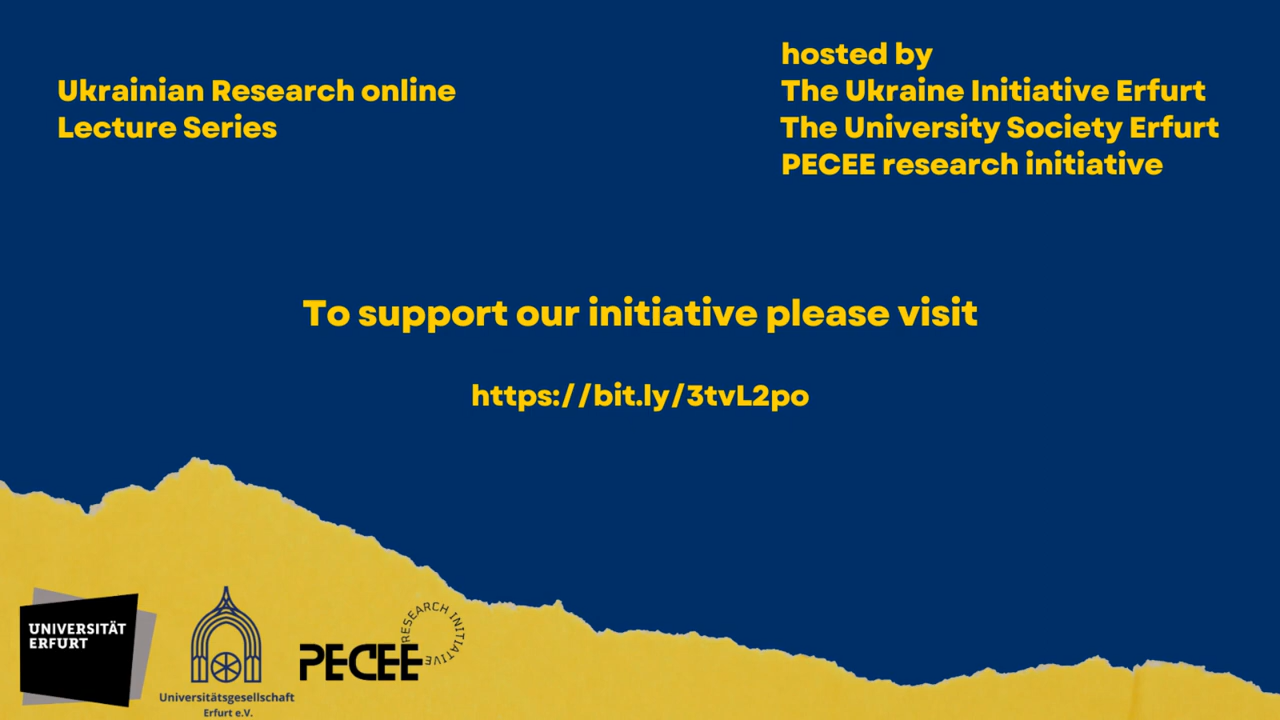 Ukrainian Research online
Lecture Series
hosted by
The Ukraine Initiative Erfurt
The University Society Erfurt
PECEE research initiative
To support our initiative please visit
https://bit.ly/3tvL2po
UNIVERSITÄT
ERFURT
Universitätsgesellschaft
Erfurt e.V.
PECEE
RESEARCH INITIATIVE